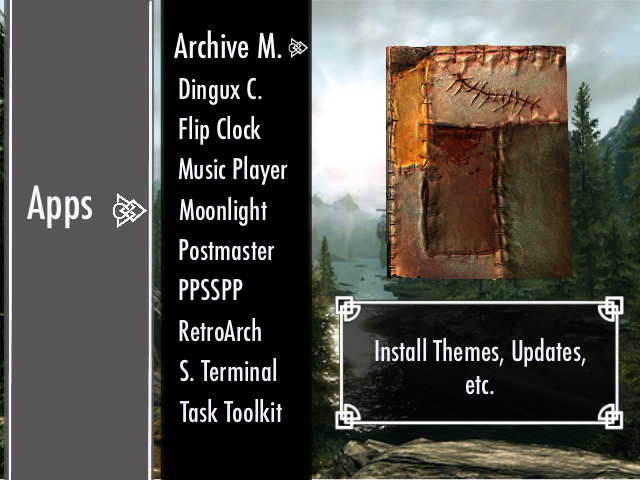 Apps
Archive M.
Dingux C.
Flip Clock
Music Player
Moonlight
Postmaster
PPSSPP
RetroArch
S. Terminal
Task Toolkit
Install Themes, Updates,
etc.